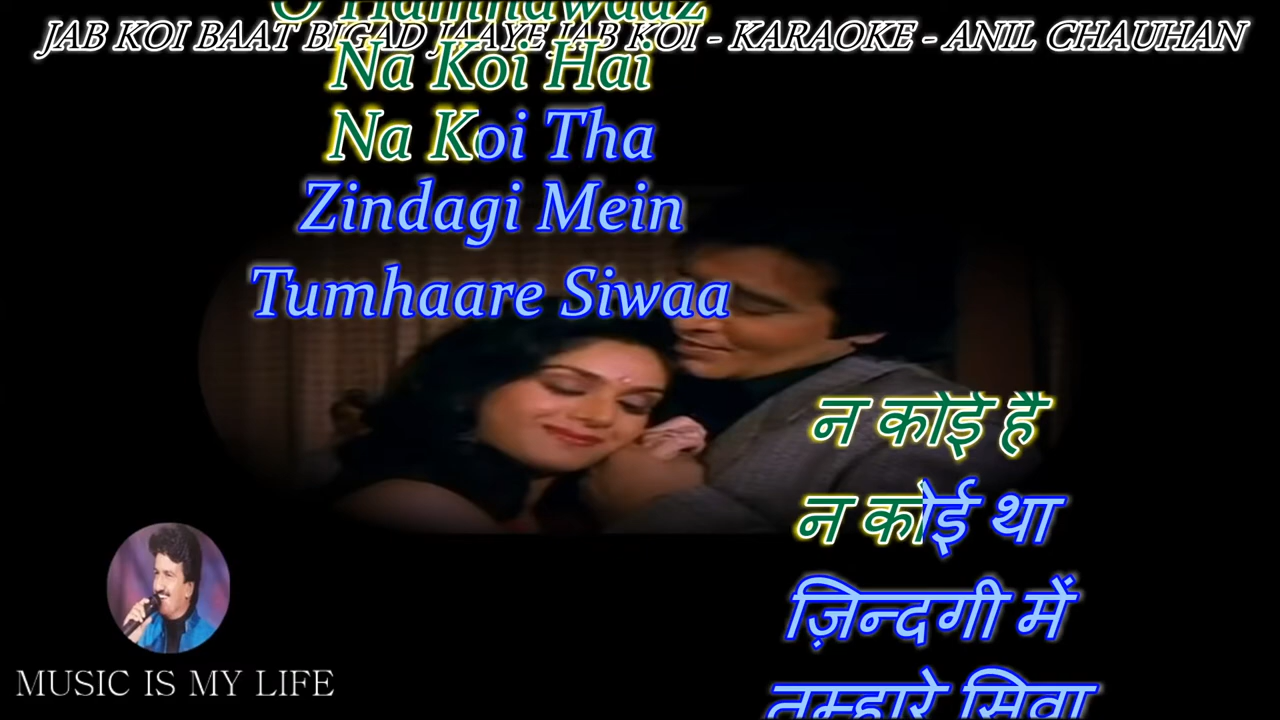 JAB KOI BAAT BIGAD JAAYE JAB KOI - KARAOKE - ANIL CHAUHAN
O Hamnawaaz
Na Koi Hai
Na Koi Tha
Zindagi Mein
Tumhaare Siwaa
न कोई है
न कोई था
ज़िन्दगी में
तुम्हारे सिवा
MUSIC IS MY LIFE